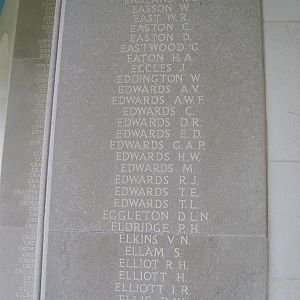 EASSON W.
EAST W.R.
EASTON C.
EASTON D.
EASTWOOD G.
EATON H.A.
ECCLES J.
EDDINGTON W.
EDWARDS A.V.
EDWARDS A.W.F.
EDWARDS C.
EDWARDS D.R.
EDWARDS E.D.
EDWARDS G.A.P.
EDWARDS H.W.
EDWARDS M.
EDWARDS R.J.
EDWARDS T.E.
EDWARDS T.L.
EGGLETON D.L.N.
ELDRIDGE P.H.
ELKINS V.N.
ELLAM S.
ELLIOT R.H.
ELLIOTT H.
ELLIOTT J.R.